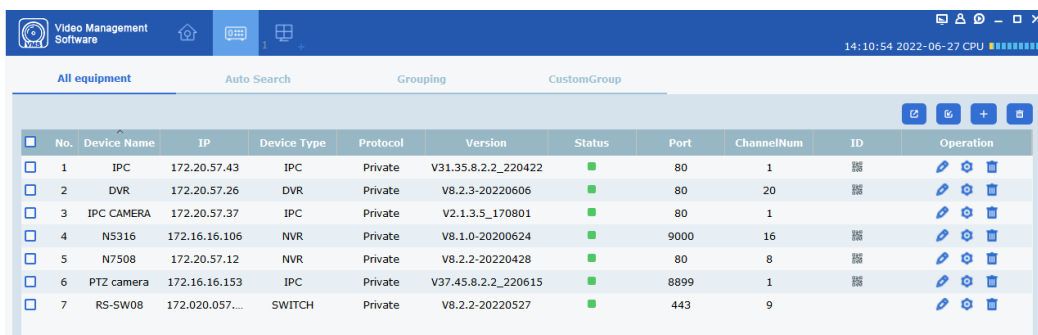 Video Management
Software
VMS
14:10:54 2022-06-27 CPU
All equipment Auto Search Grouping CustomGroup
No. Device Name IP Device Type Protocol Version Status Port ChannelNum ID Operation
1 IPC 172.20.57.43 IPC Private V31.35.8.2.2_220422 80 1
2 DVR 172.20.57.26 DVR Private V8.2.3-20220606 80 20
3 IPC CAMERA 172.20.57.37 IPC Private V2.1.3.5_170801 80 1
4 N5316 172.16.16.106 NVR Private V8.1.0-20200624 9000 16
5 N7508 172.20.57.12 NVR Private V8.2.2-20220428 80 8
6 PTZ camera 172.16.16.153 IPC Private V37.45.8.2.2_220615 8899 1
7 RS-SW08 172.020.057.... SWITCH Private V8.2.2-20220527 443 9